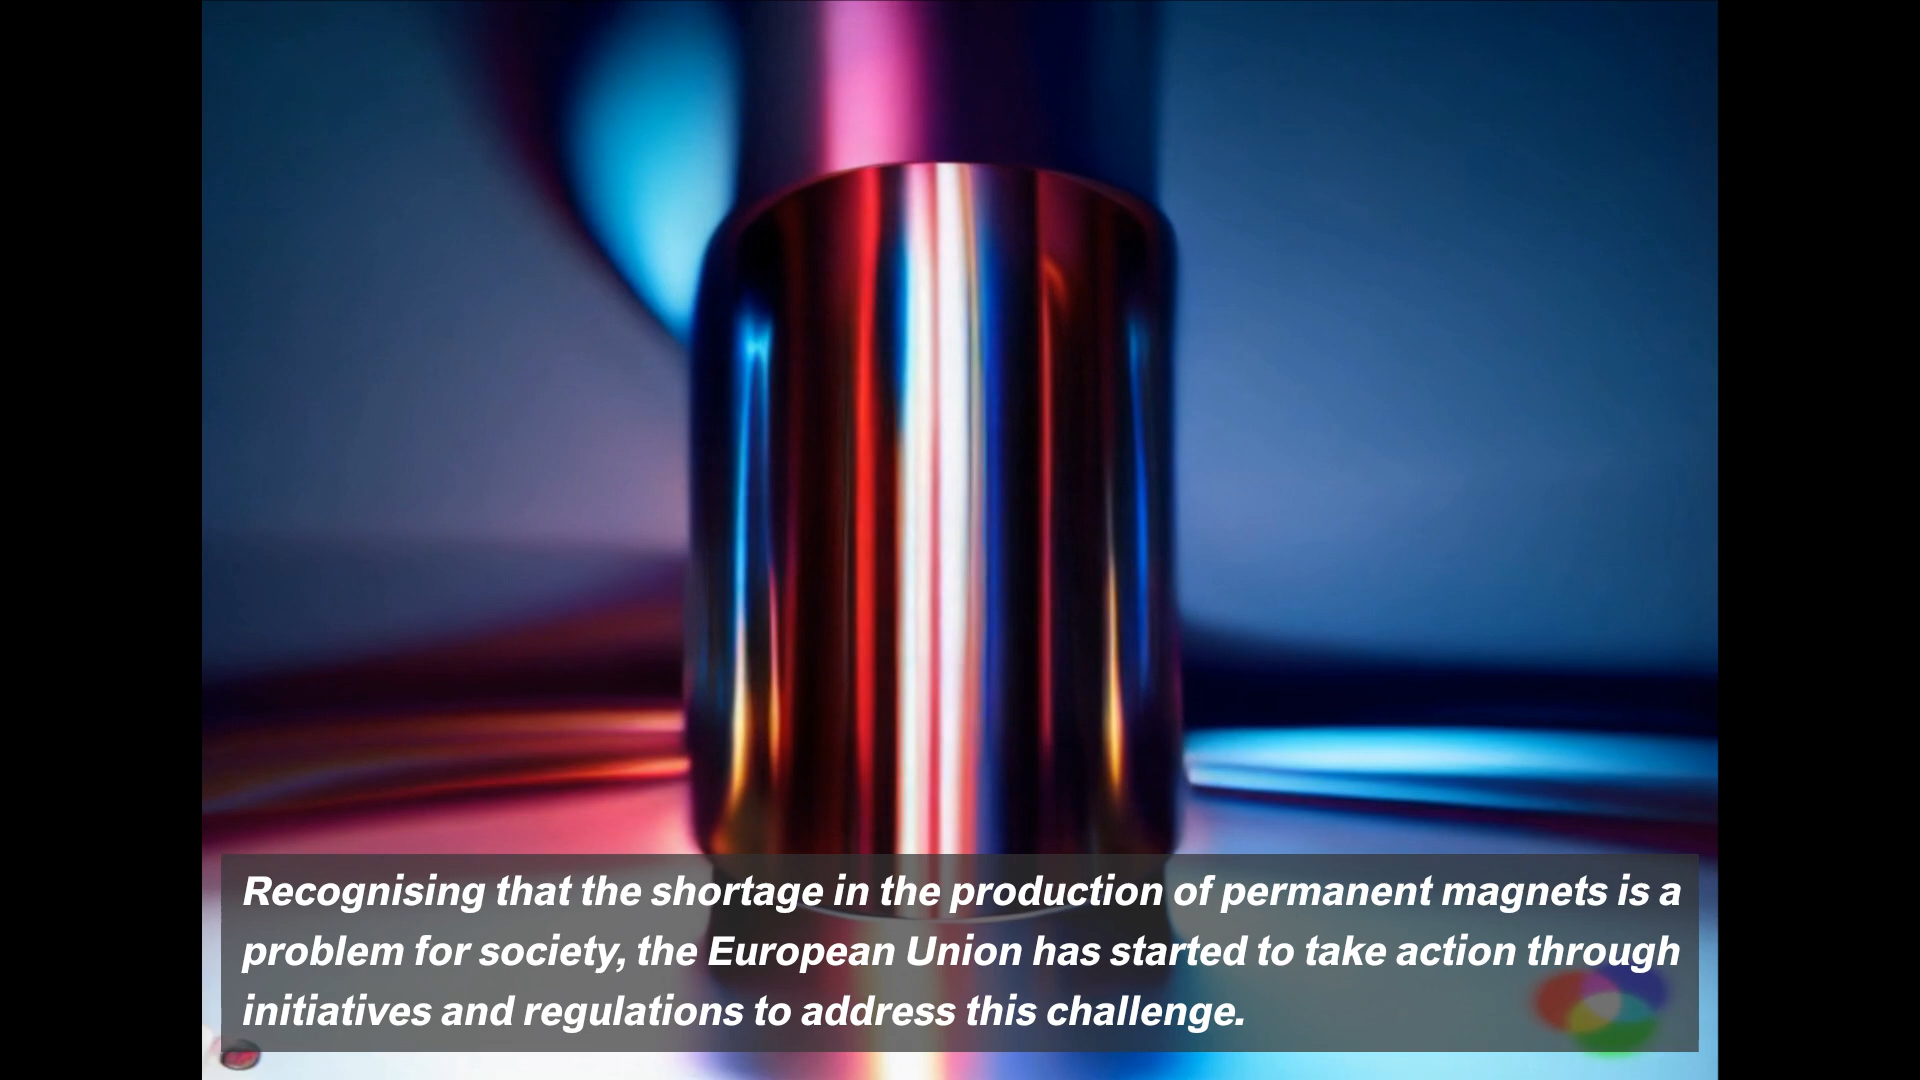 Recognising that the shortage in the production of permanent magnets is a
problem for society, the European Union has started to take action through
initiatives and regulations to address this challenge.